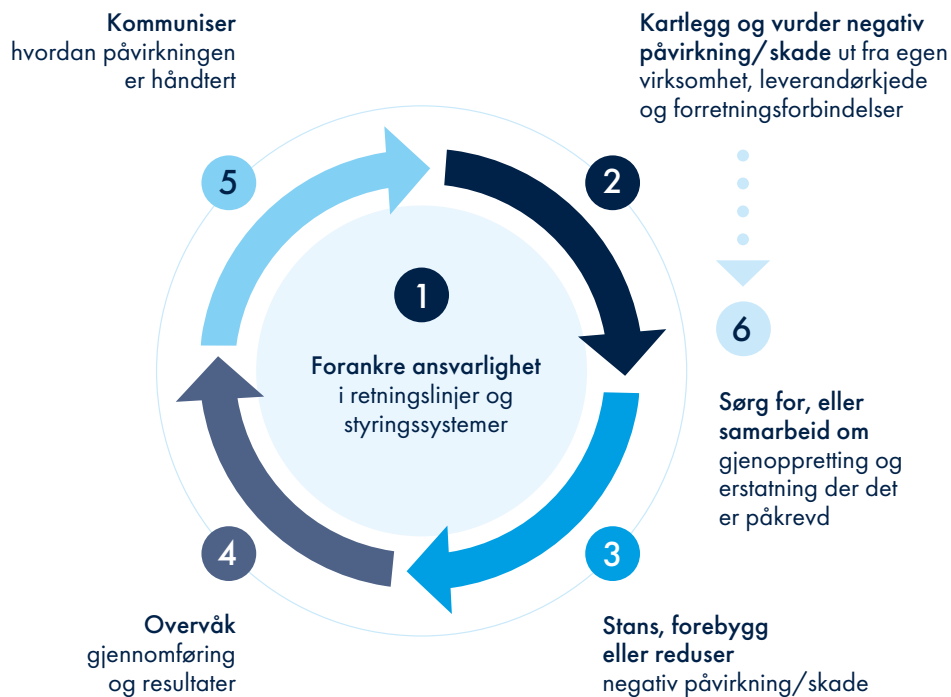 Kommuniser
hvordan påvirkningen
er håndtert
Kartlegg og vurder negativ
påvirkning/skade ut fra egen
virksomhet, leverandørkjede
og forretningsforbindelser
5
2
1
Forankre ansvarlighet
i retningslinjer og
styringssystemer
6
Sørg for, eller
samarbeid om
gjenoppretting og
erstatning der det
er påkrevd
4
3
Overvåk
gjennomføring
og resultater
Stans, forebygg
eller reduser
negativ påvirkning/skade